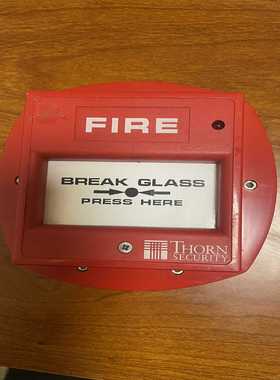 FIRE
BREAK GLASS
PRESS HERE
THORN
SECURITY